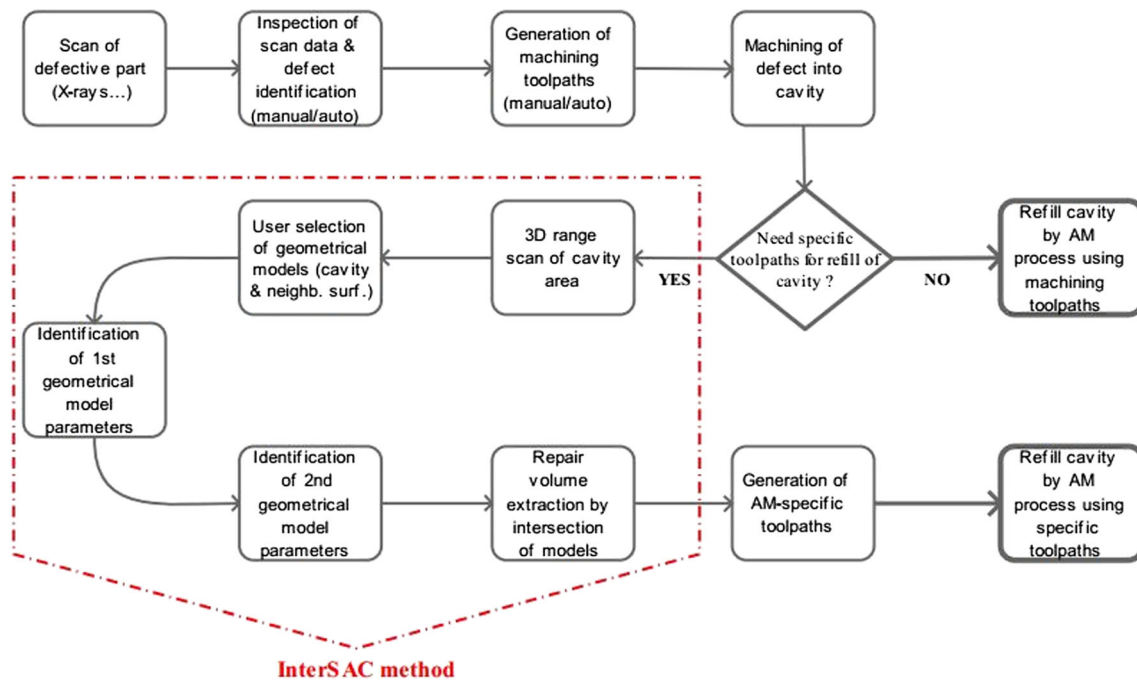 Scan of
defective part
(X-rays...)
Inspection of
scan data &
defect
identification
(manual/auto)
Generation of
machining
toolpaths
(manual/auto)
Machining of
defect into
cavity
Need specific
toolpaths for refill of
cavity ?
YES
NO
Refill cavity
by AM
process using
machining
toolpaths
3D range
scan of cavity
area
User selection
of geometrical
models (cavity
& neighb. surf.)
Identification
of 1st
geometrical
model
parameters
Identification
of 2nd
geometrical
model
parameters
Repair
volume
extraction by
intersection
of models
Generation of
AM-specific
toolpaths
Refill cavity
by AM
process using
specific
toolpaths
InterSAC method